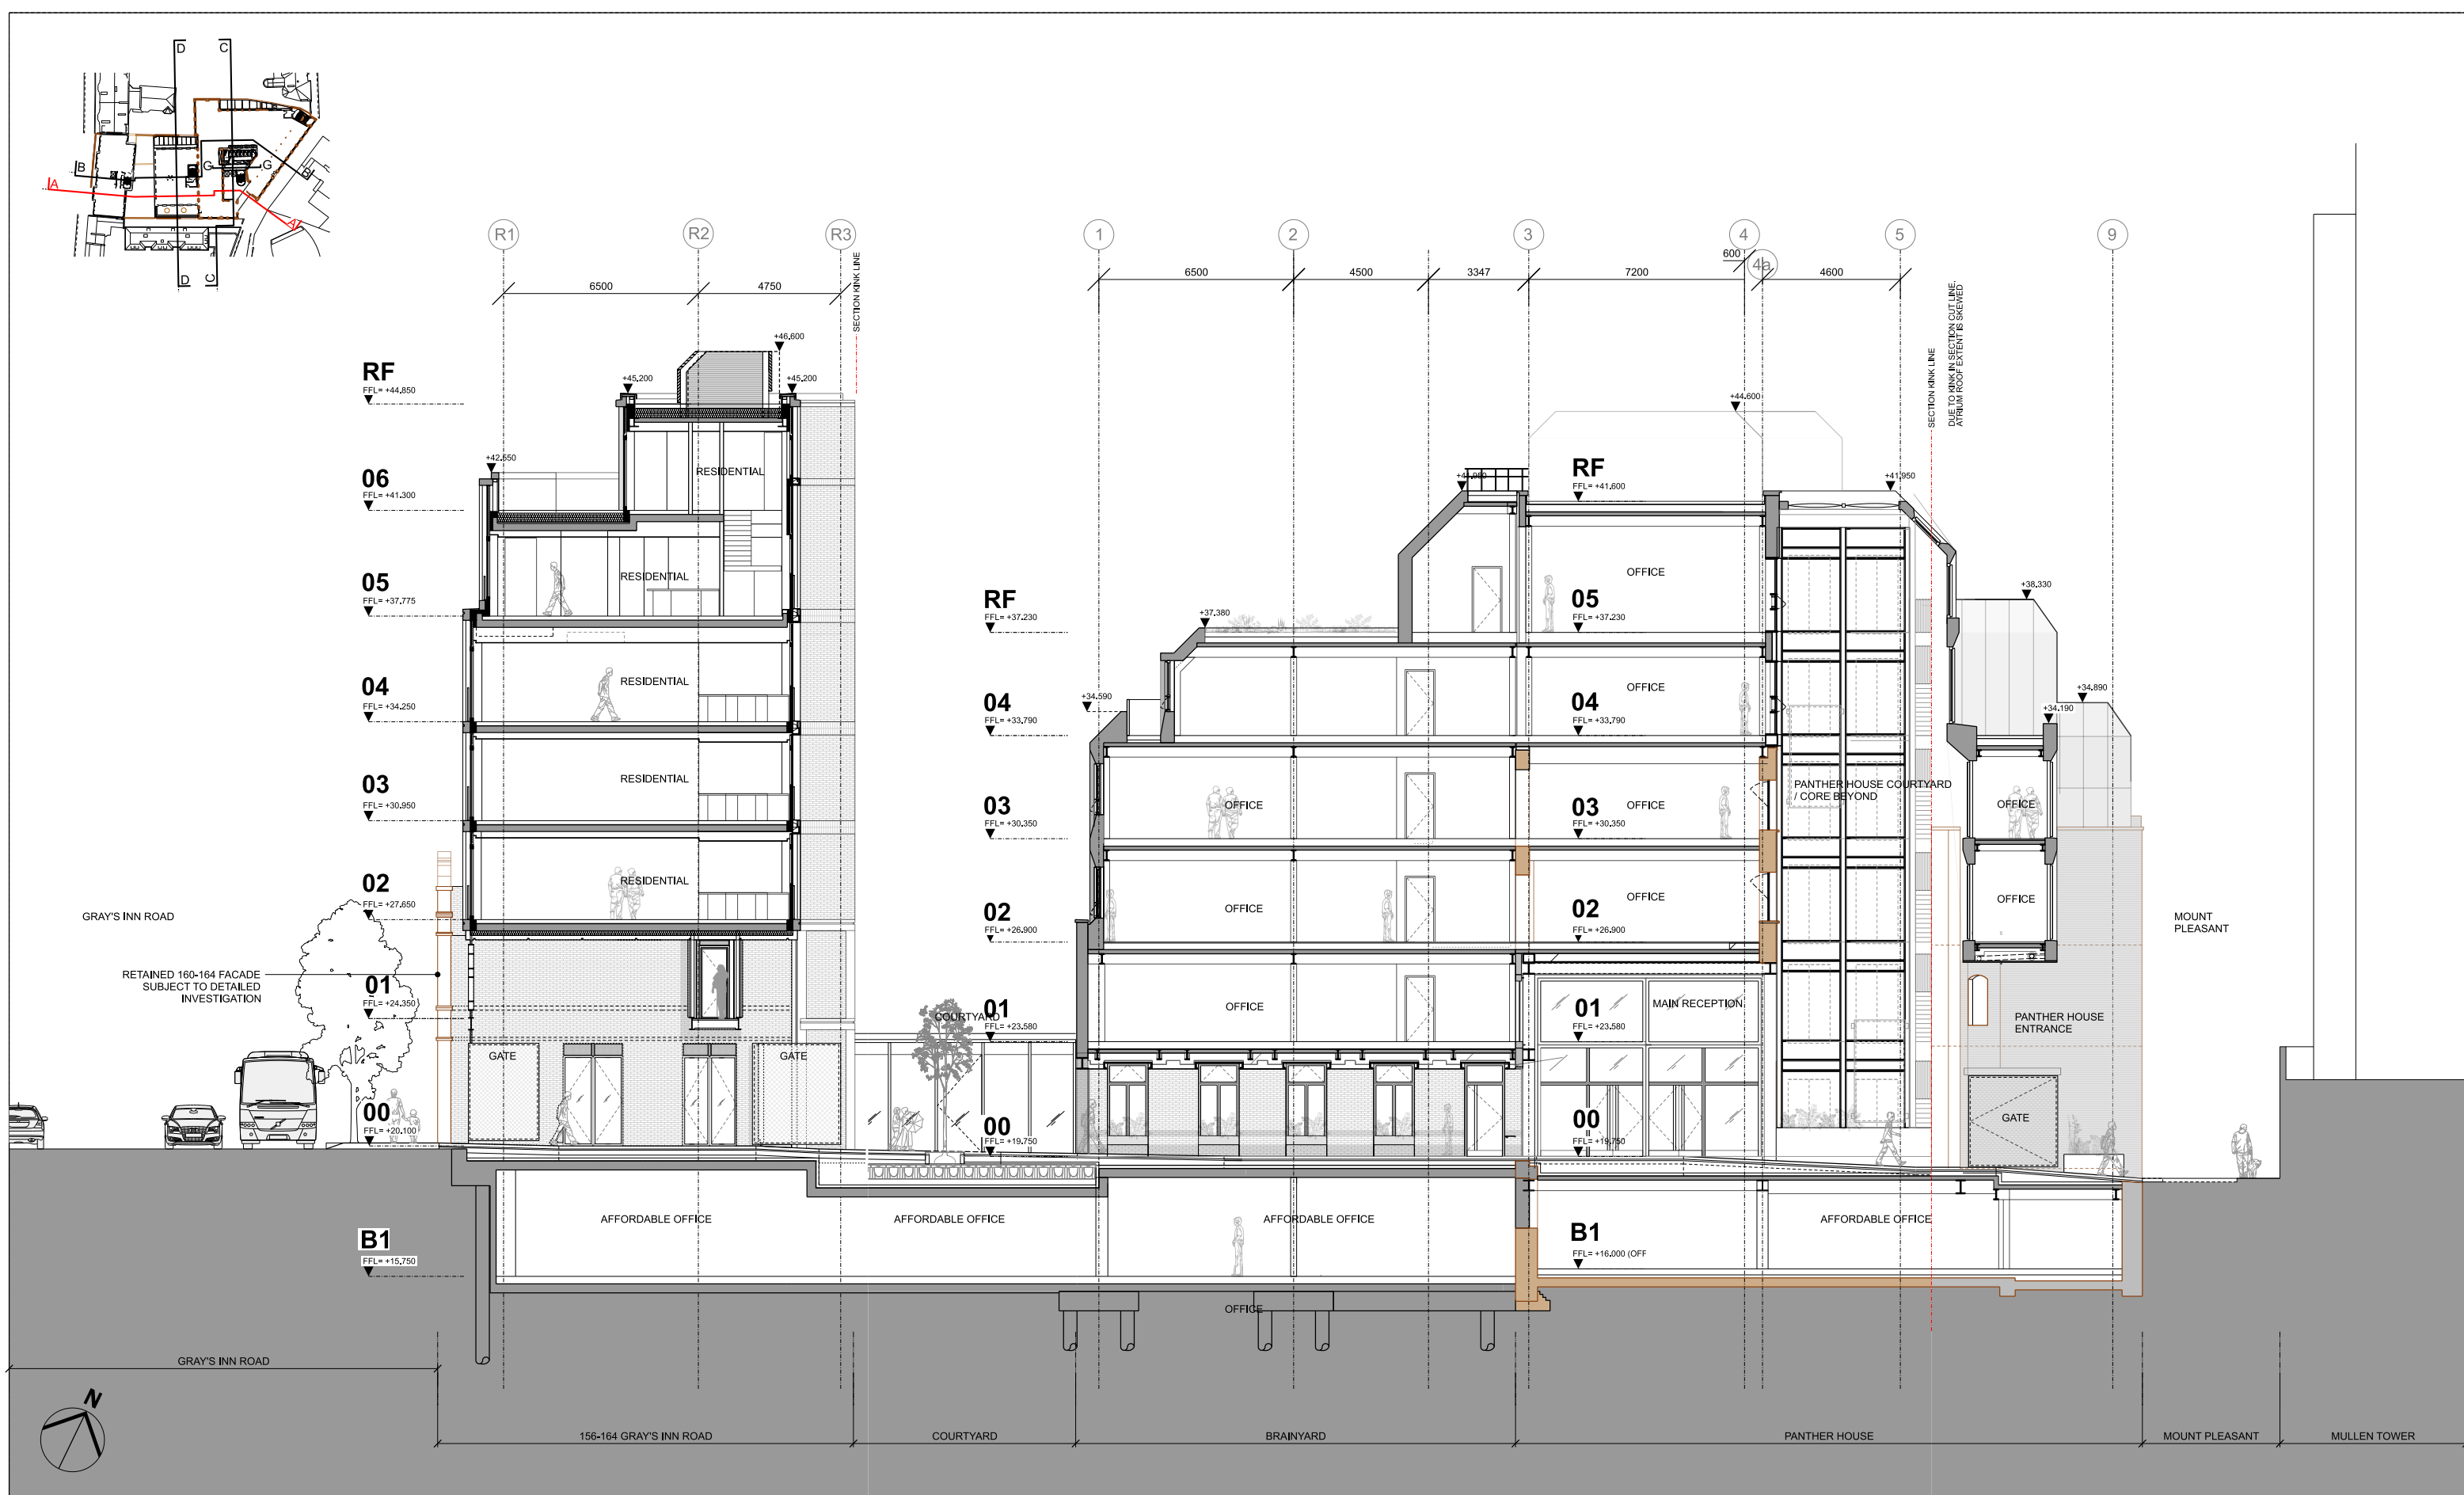 D
C
B
G
G
B
A
A
D
C
R1
R2
R3
1
2
3
4
4a
5
9
6500
4750
6500
4500
3347
7200
600
4600
SECTION KINK LINE
SECTION KINK LINE
DUE TO KINK IN SECTION CUT LINE,
ATRIUM ROOF EXTENT IS SKEWED
+46.600
+45.200
+45.200
+42.550
RF
FFL= +44.850
06
FFL= +41.300
05
FFL= +37.775
04
FFL= +34.250
03
FFL= +30.950
02
FFL= +27.650
01
FFL= +24.350
00
FFL= +20.100
B1
FFL= +15.750
RESIDENTIAL
RESIDENTIAL
RESIDENTIAL
RESIDENTIAL
RESIDENTIAL
GRAY'S INN ROAD
RETAINED 160-164 FACADE
SUBJECT TO DETAILED
INVESTIGATION
GATE
GATE
COURTYARD
RF
FFL= +37.230
04
FFL= +33.790
03
FFL= +30.350
02
FFL= +26.900
01
FFL= +23.580
00
FFL= +19.750
+37.380
+34.590
+44.600
+41.950
+38.330
+34.890
+34.190
RF
FFL= +41.600
05
FFL= +37.230
04
FFL= +33.790
03
FFL= +30.350
02
FFL= +26.900
01
FFL= +23.580
00
FFL= +19.750
B1
FFL= +16.000 (OFF
OFFICE
OFFICE
OFFICE
OFFICE
OFFICE
OFFICE
OFFICE
MAIN RECEPTION
PANTHER HOUSE COURTYARD
/ CORE BEYOND
OFFICE
OFFICE
MOUNT
PLEASANT
PANTHER HOUSE
ENTRANCE
GATE
AFFORDABLE OFFICE
AFFORDABLE OFFICE
AFFORDABLE OFFICE
AFFORDABLE OFFICE
OFFICE
GRAY'S INN ROAD
N
156-164 GRAY'S INN ROAD
COURTYARD
BRAINYARD
PANTHER HOUSE
MOUNT PLEASANT
MULLEN TOWER